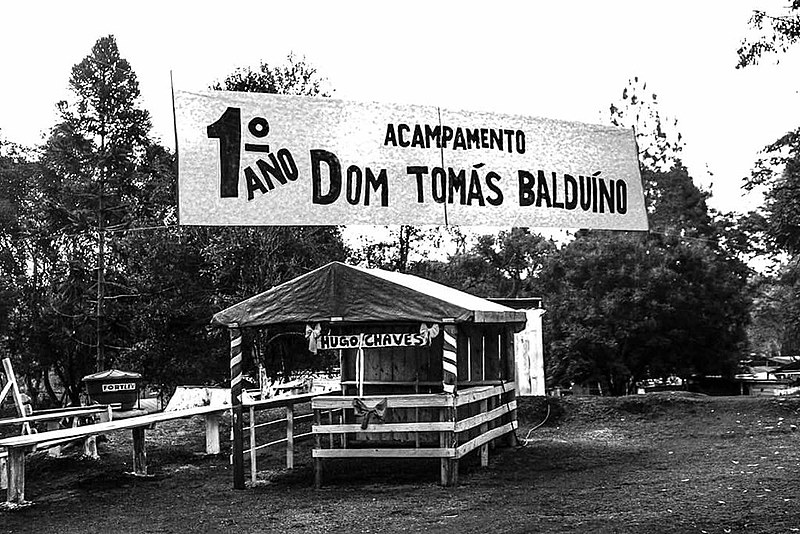 1º ANO
ACAMPAMENTO
DOM TOMÁS BALDUÍNO
HUGO CHAVES
FORTLEV